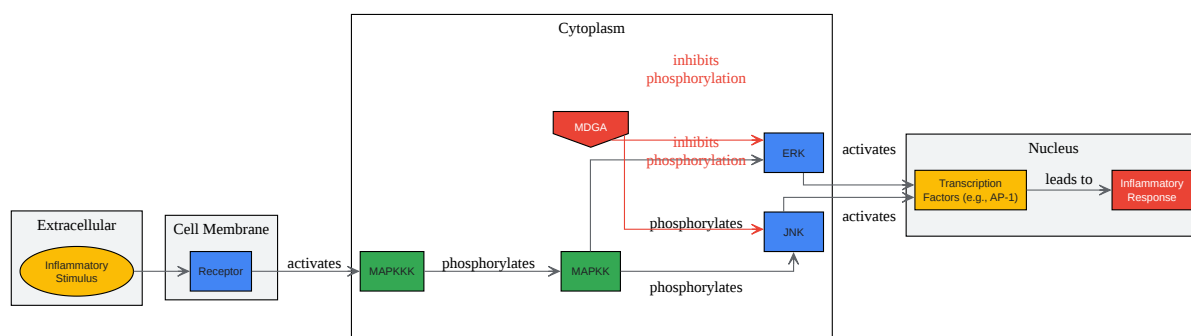 Cytoplasm
inhibits
phosphorylation
MDGA
inhibits
phosphorylation
ERK
activates
Nucleus
Transcription
Factors (e.g., AP-1)
leads to
Inflammatory
Response
Extracellular
Cell Membrane
phosphorylates
JNK
activates
Inflammatory
Stimulus
Receptor
activates
MAPKKK
phosphorylates
MAPKK
phosphorylates